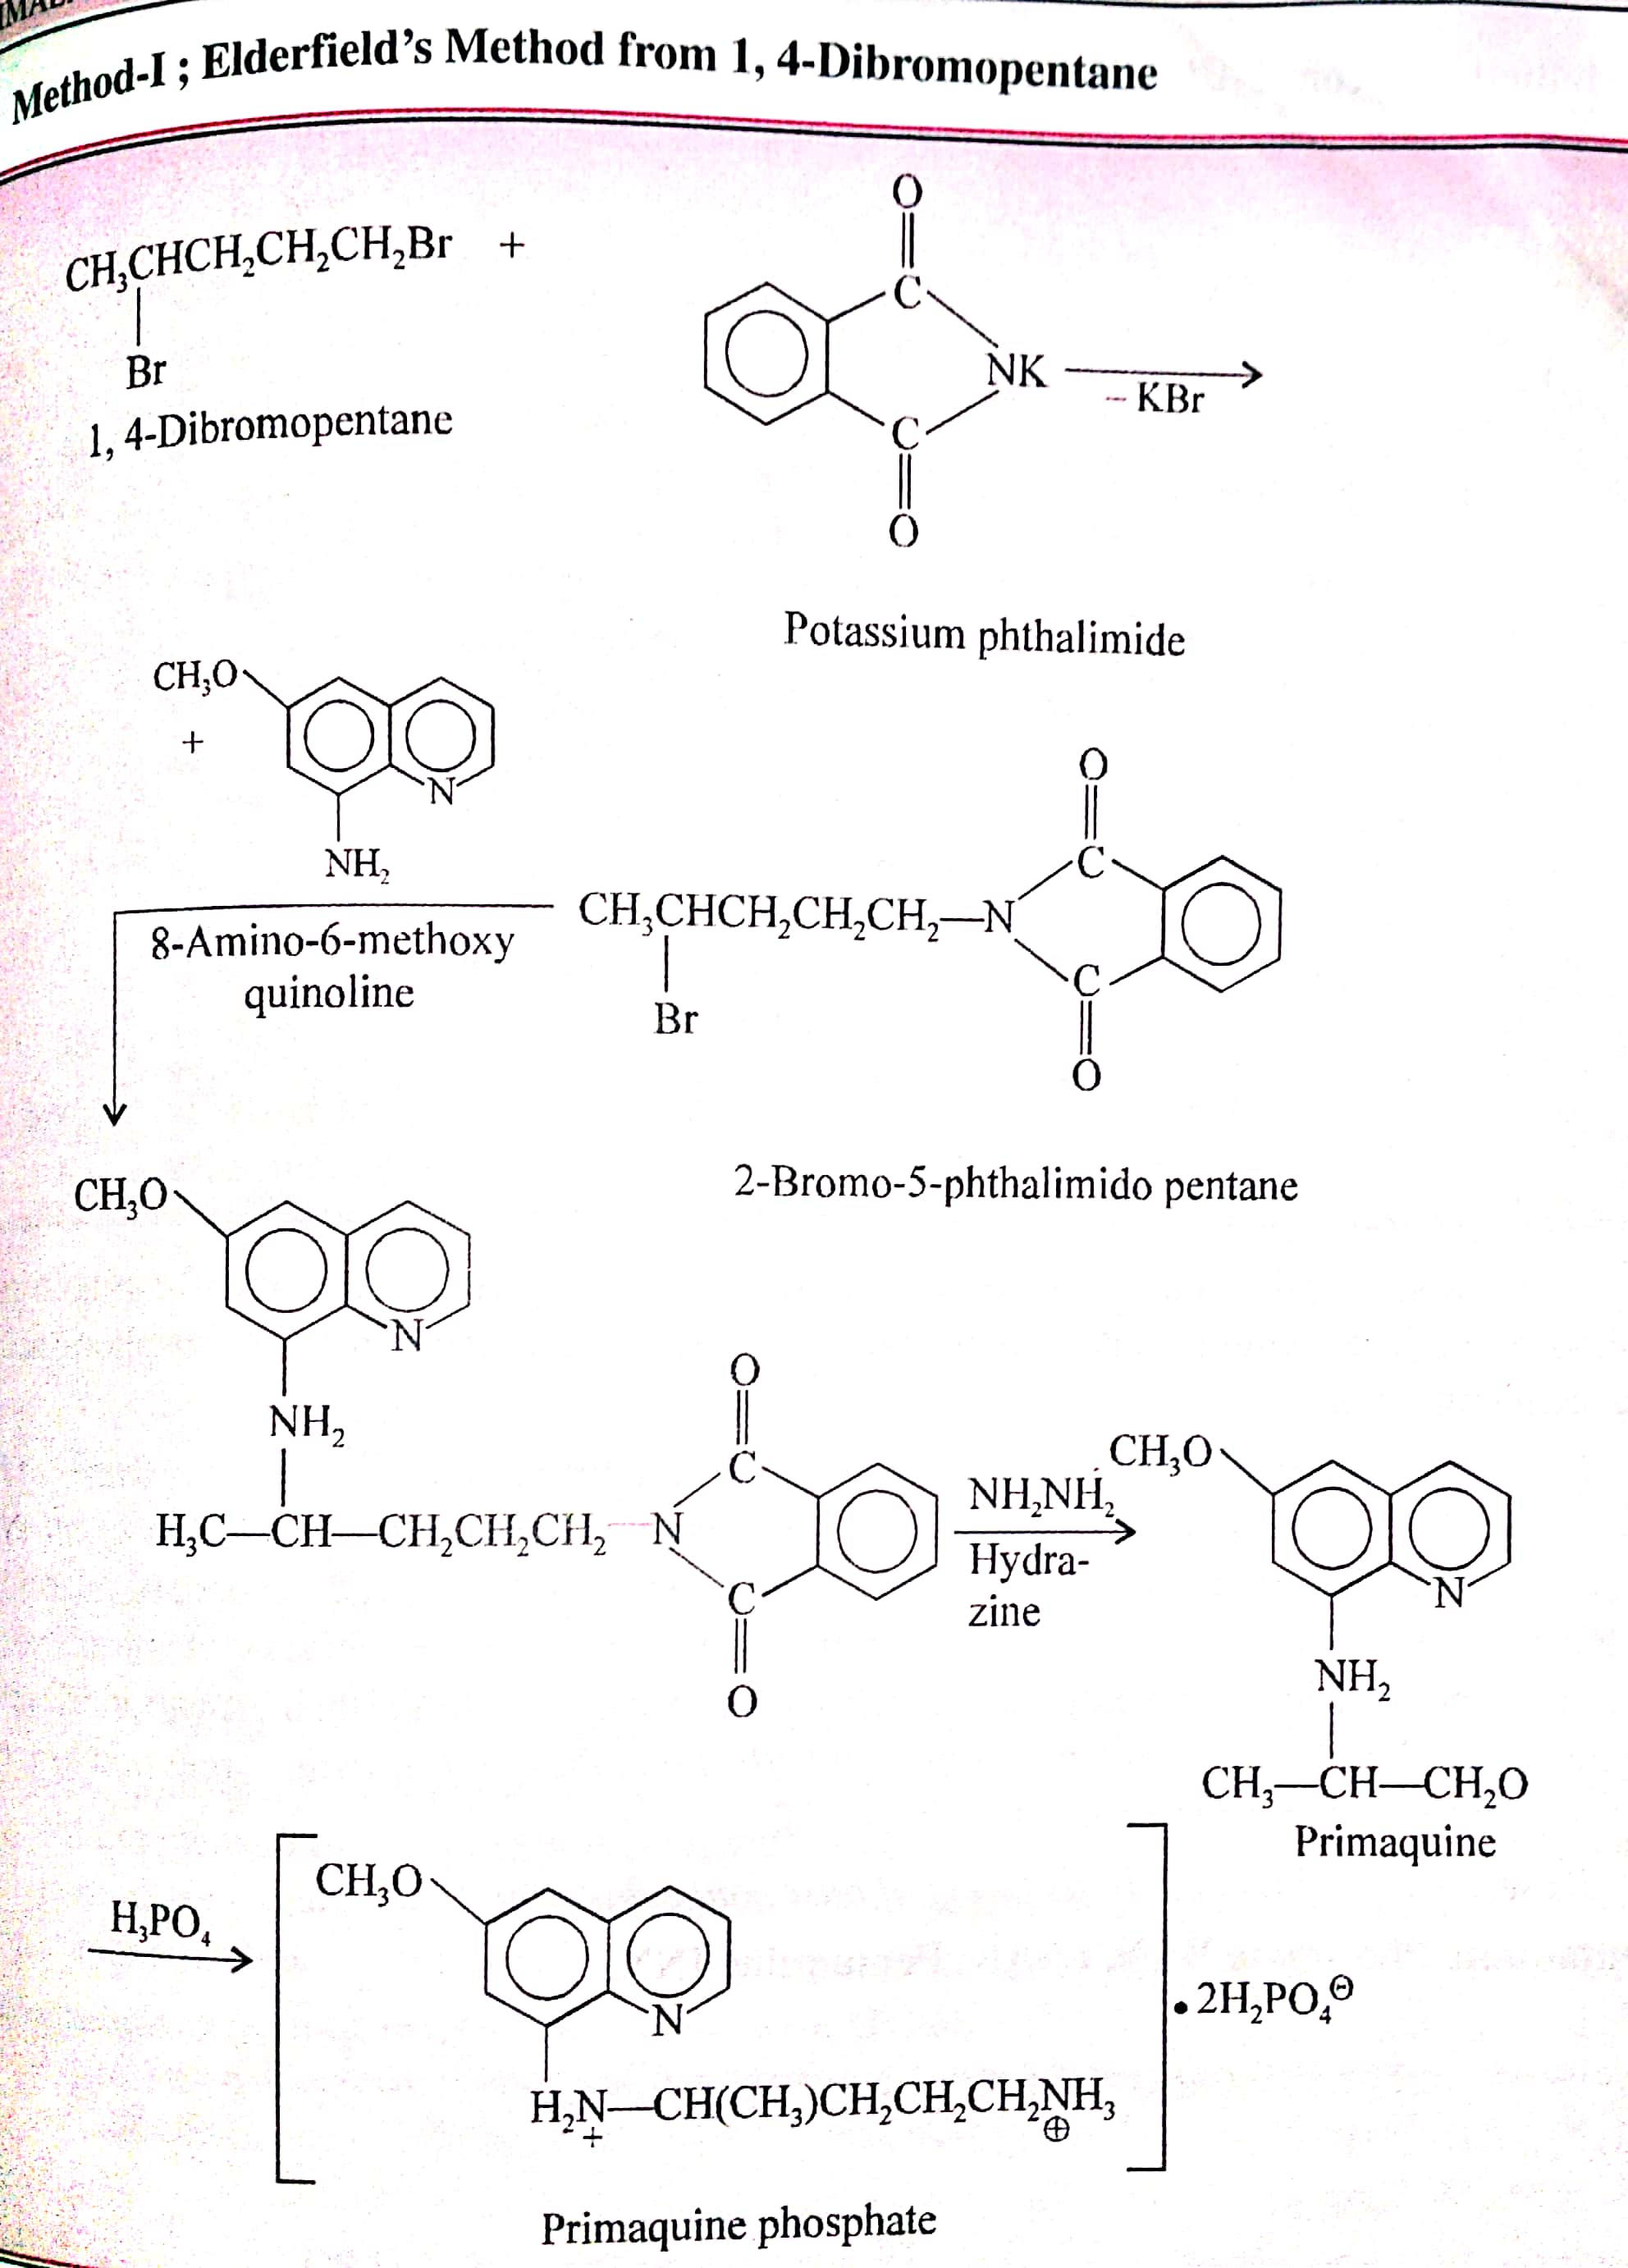 Method-I ; Elderfield's Method from 1, 4-Dibromopentane
O
CH₃CHCH₂CH₂CH₂Br +
C
Br
NK
– KBr
1, 4-Dibromopentane
C
O
Potassium phthalimide
CH₃O
+
N
NH₂
O
C
8-Amino-6-methoxy
quinoline
CH₃CHCH₂CH₂CH₂—N
Br
C
O
2-Bromo-5-phthalimido pentane
CH₃O
N
NH₂
O
C
H₃C—CH—CH₂CH₂CH₂—N
C
O
NH₂NH₂
Hydra-
zine
CH₃O
N
NH₂
CH₃—CH—CH₂O
Primaquine
H₃PO₄
CH₃O
N
H₂N—CH(CH₃)CH₂CH₂CH₂NH₃
+ ⊕
• 2H₂PO₄⊖
Primaquine phosphate